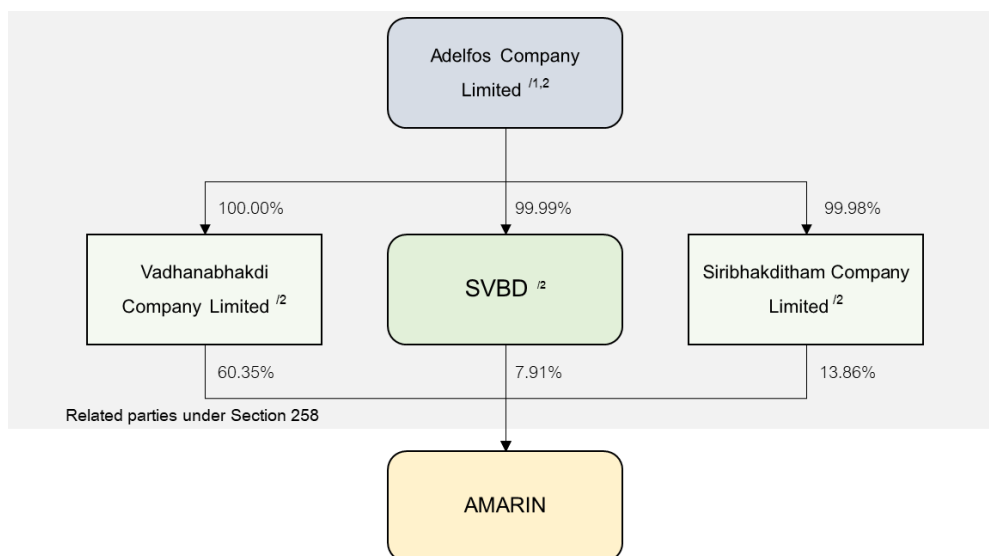 Adelfos Company
Limited /1,2
100.00%
99.99%
99.98%
Vadhanabhakdi
Company Limited /2
SVBD /2
Siribhakditham Company
Limited /2
60.35%
7.91%
13.86%
Related parties under Section 258
AMARIN